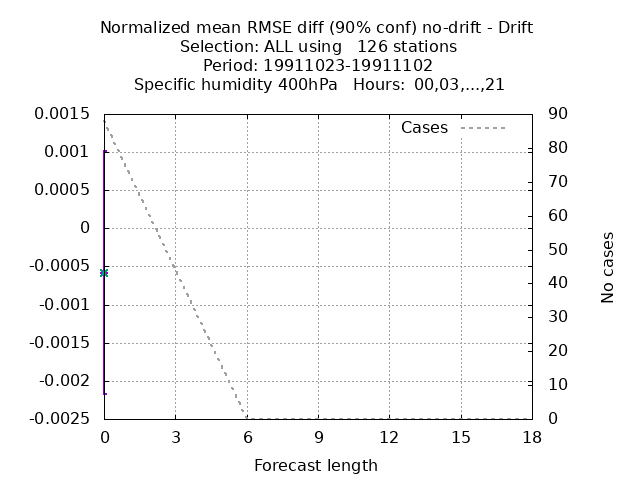 Normalized mean RMSE diff (90% conf) no-drift - Drift
Selection: ALL using   126 stations
Period: 19911023-19911102
Specific humidity 400hPa   Hours: 00,03,...,21
Cases
0.0015
0.001
0.0005
0
-0.0005
-0.001
-0.0015
-0.002
-0.0025
90
80
70
60
50
40
30
20
10
0
No cases
0 3 6 9 12 15 18
Forecast length